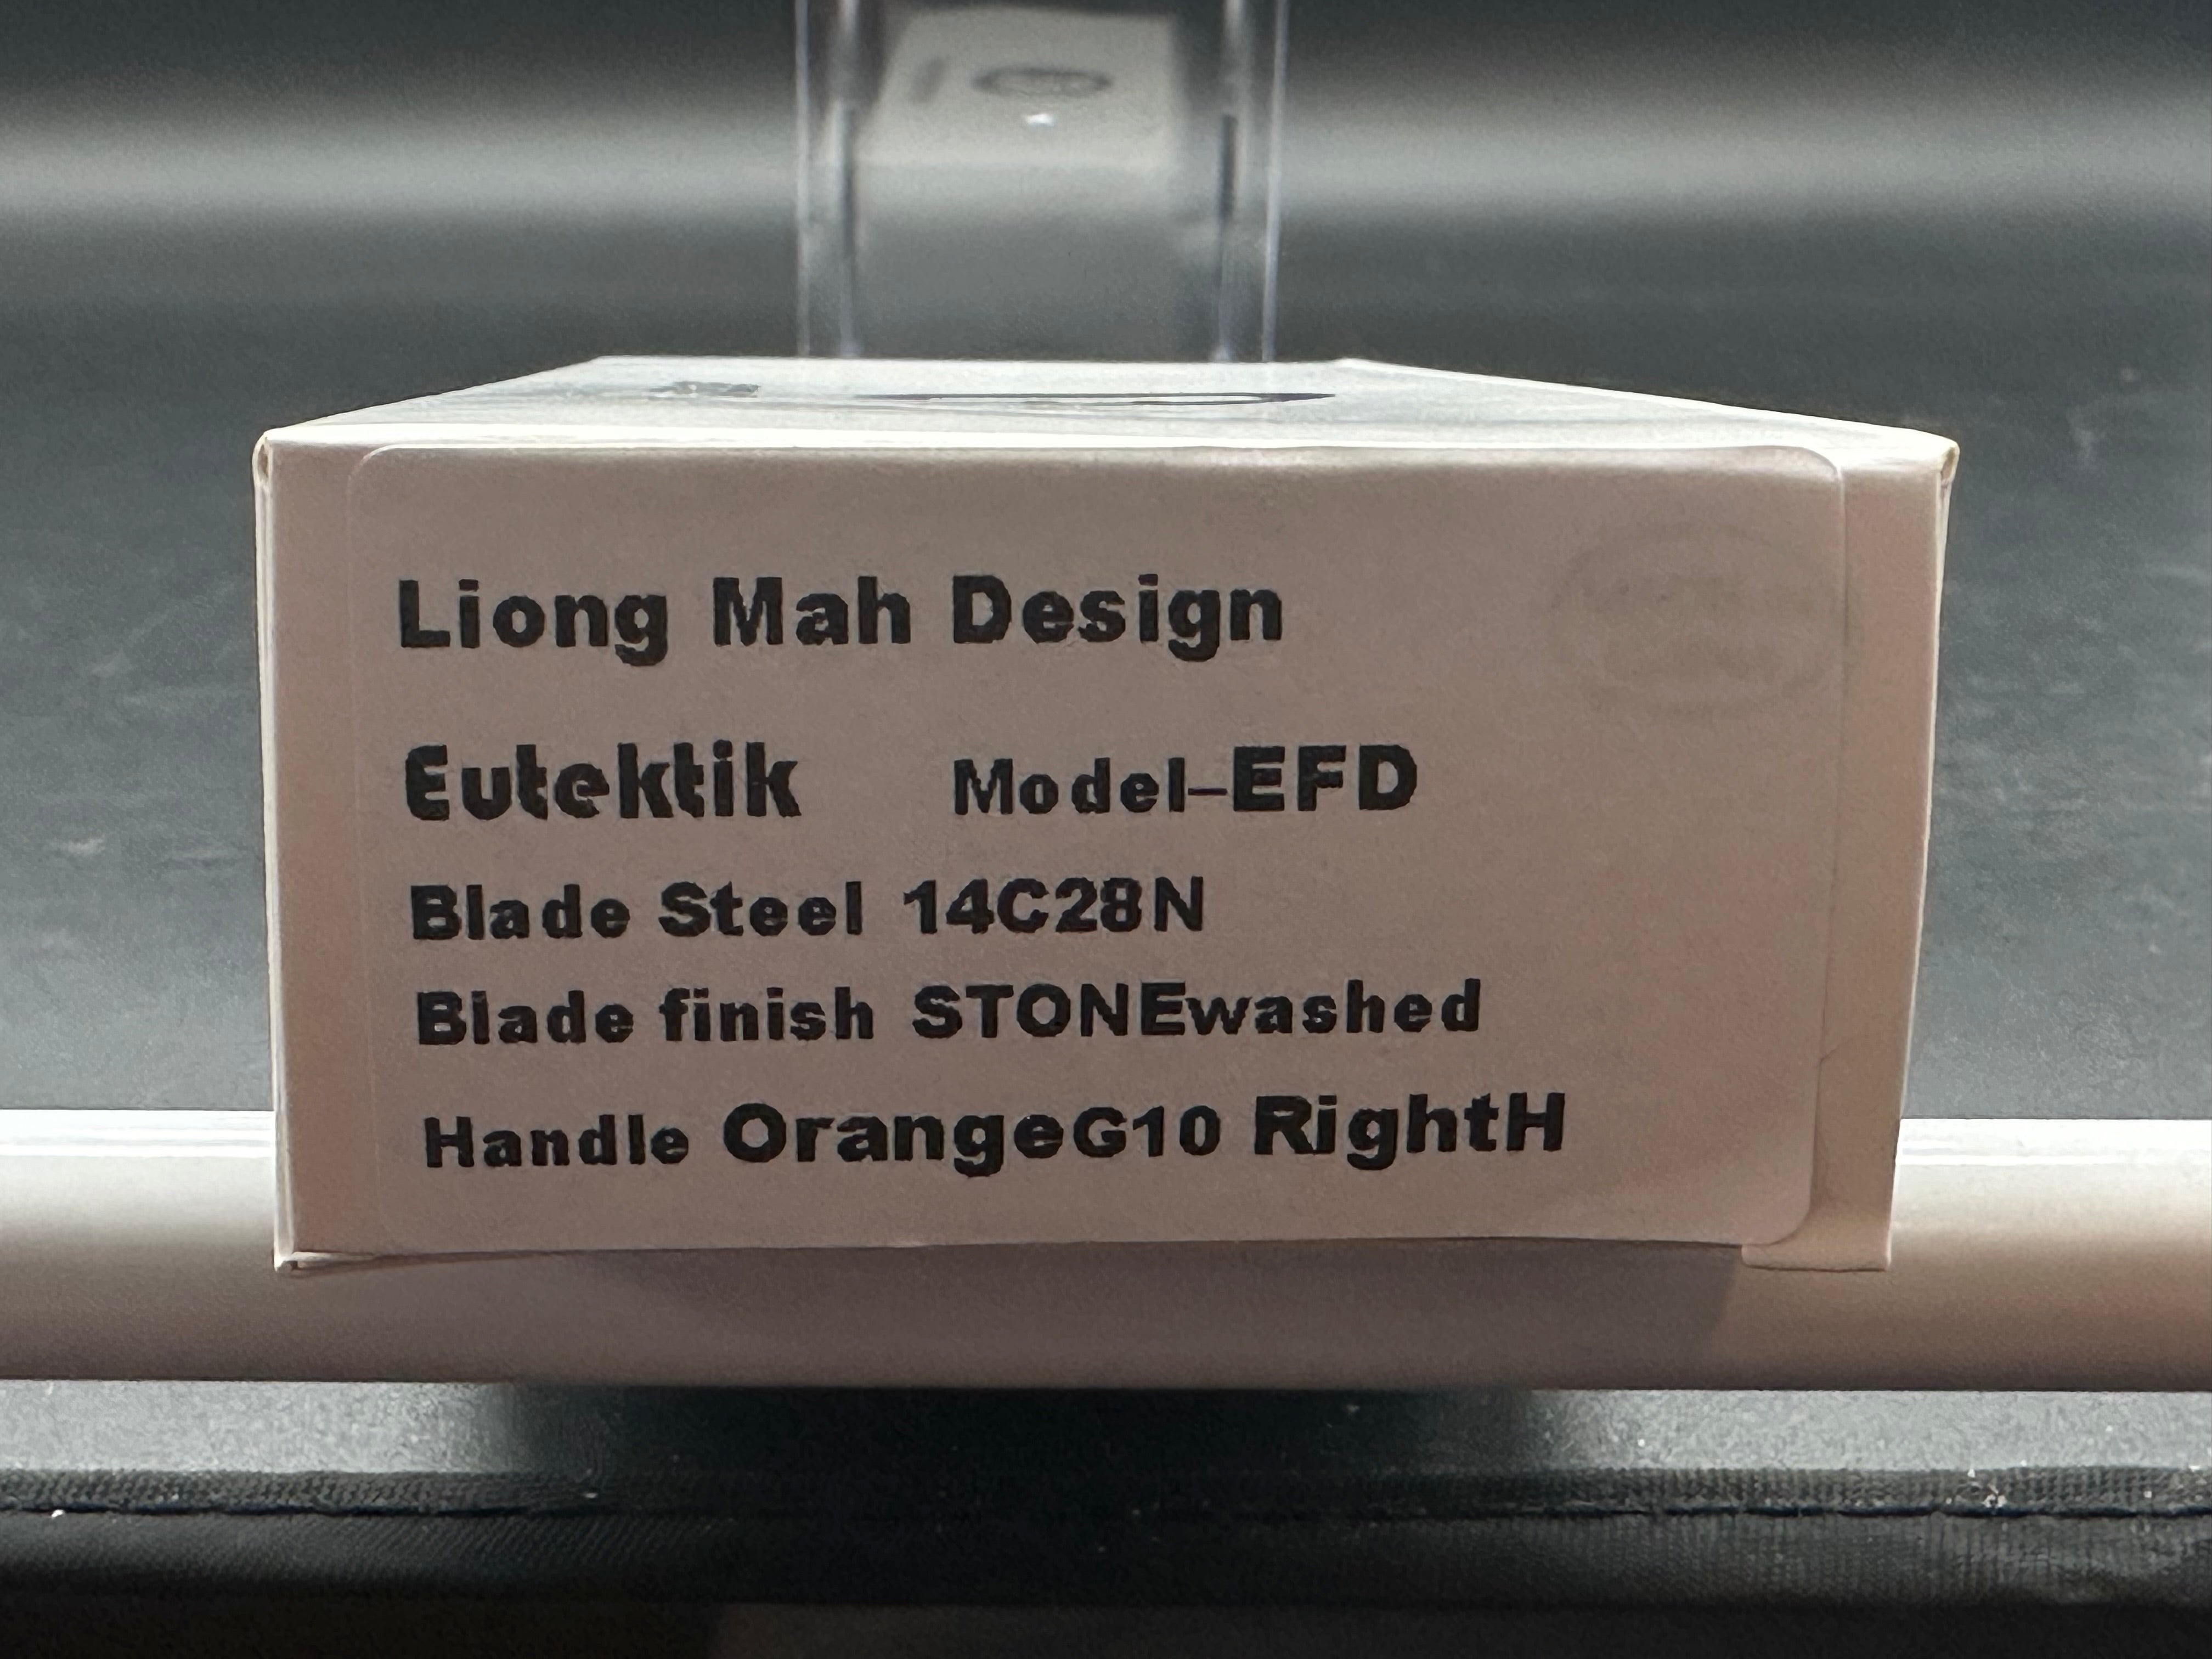 Liong Mah Design
Eutektik Model-EFD
Blade Steel 14C28N
Blade finish STONEwashed
Handle OrangeG10 RightH